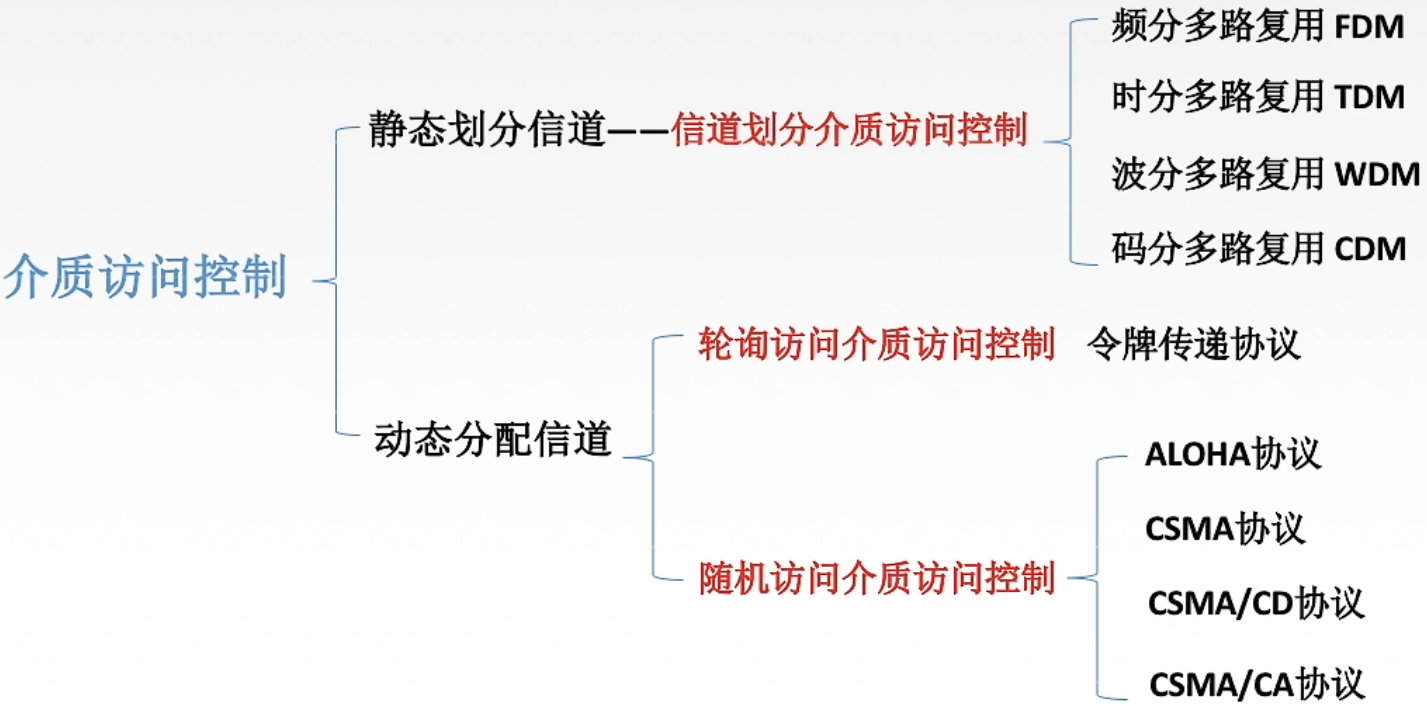 介质访问控制
静态划分信道——信道划分介质访问控制
频分多路复用 FDM
时分多路复用 TDM
波分多路复用 WDM
码分多路复用 CDM
动态分配信道
轮询访问介质访问控制 令牌传递协议
随机访问介质访问控制
ALOHA协议
CSMA协议
CSMA/CD协议
CSMA/CA协议